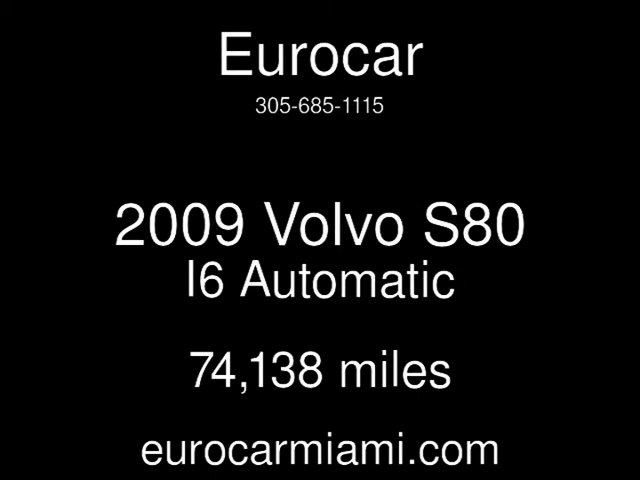 Eurocar
305-685-1115
2009 Volvo S80
I6 Automatic
74,138 miles
eurocarmiami.com